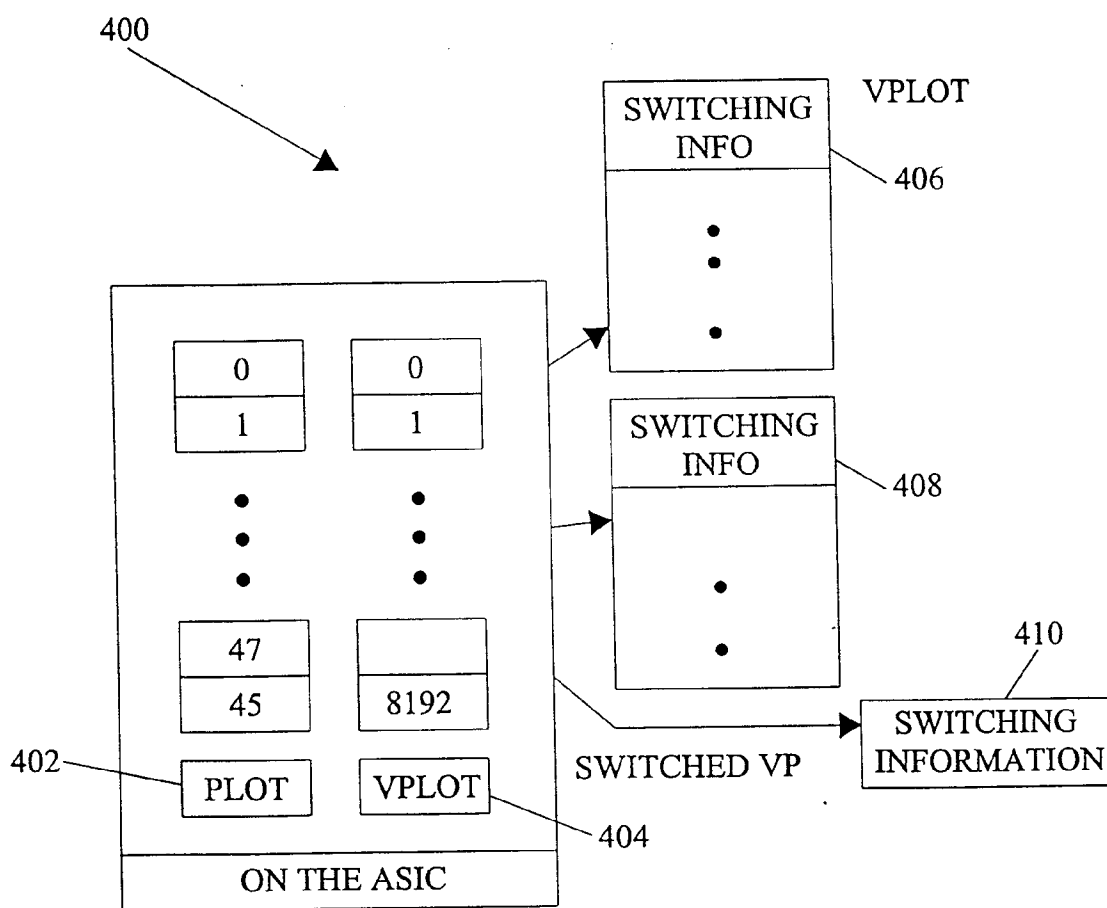 400
SWITCHING
INFO
VPLOT
406
0
1
0
1
SWITCHING
INFO
408
47
45
8192
410
SWITCHING
INFORMATION
SWITCHED VP
402
PLOT
VPLOT
404
ON THE ASIC